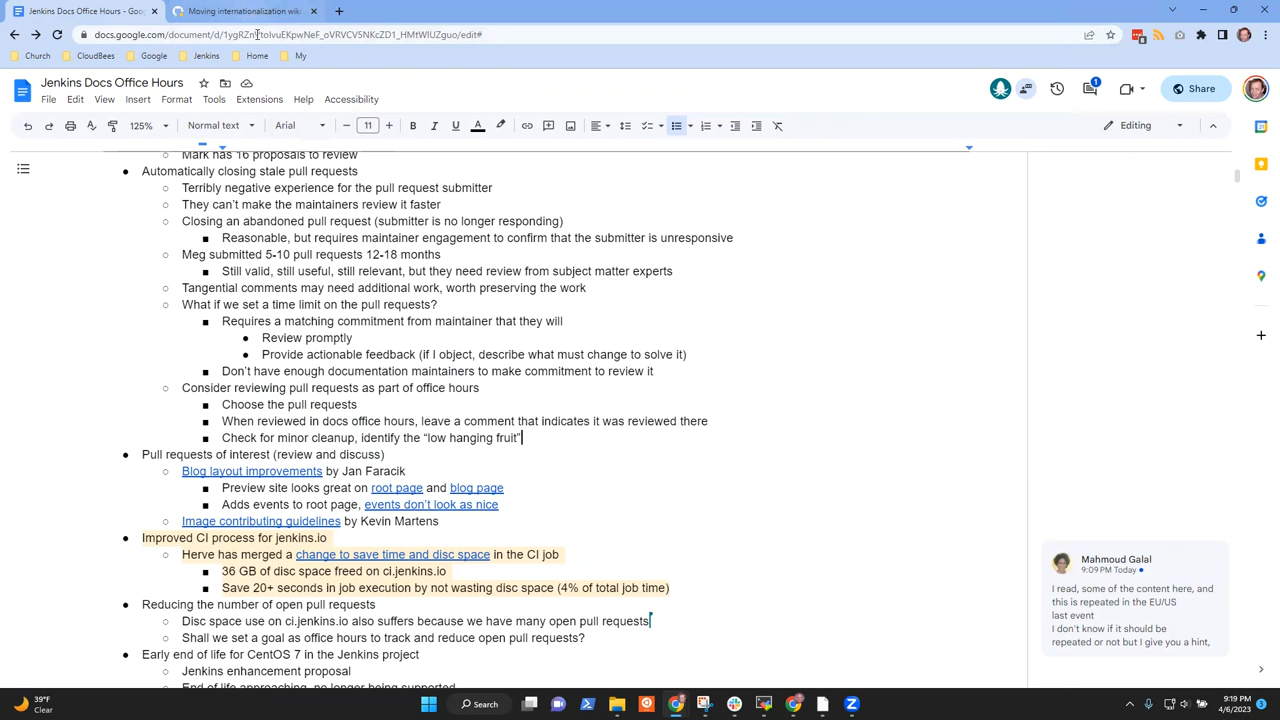 Jenkins Docs Office Hours - Goog
Moving internationalization wiki
docs.google.com/document/d/1ygRZn
Church
CloudBees
Google
Jenkins
Home
My
Jenkins Docs Office Hours
File Edit View Insert Format Tools Extensions Help Accessibility
1
Share
125%
Normal text
Arial
11
Editing
Mark has 16 proposals to review
Automatically closing stale pull requests
Terribly negative experience for the pull request submitter
They can't make the maintainers review it faster
Closing an abandoned pull request (submitter is no longer responding)
Reasonable, but requires maintainer engagement to confirm that the submitter is unresponsive
Meg submitted 5-10 pull requests 12-18 months
Still valid, still useful, still relevant, but they need review from subject matter experts
Tangential comments may need additional work, worth preserving the work
What if we set a time limit on the pull requests?
Requires a matching commitment from maintainer that they will
Review promptly
Provide actionable feedback (if I object, describe what must change to solve it)
Don't have enough documentation maintainers to make commitment to review it
Consider reviewing pull requests as part of office hours
Choose the pull requests
When reviewed in docs office hours, leave a comment that indicates it was reviewed there
Check for minor cleanup, identify the “low hanging fruit”
Pull requests of interest (review and discuss)
Blog layout improvements by Jan Faracik
Preview site looks great on root page and blog page
Adds events to root page, events don't look as nice
Image contributing guidelines by Kevin Martens
Improved CI process for jenkins.io
Herve has merged a change to save time and disc space in the CI job
36 GB of disc space freed on ci.jenkins.io
Save 20+ seconds in job execution by not wasting disc space (4% of total job time)
Reducing the number of open pull requests
Disc space use on ci.jenkins.io also suffers because we have many open pull requests
Shall we set a goal as office hours to track and reduce open pull requests?
Early end of life for CentOS 7 in the Jenkins project
Jenkins enhancement proposal
End of life approaching, no longer being supported
Mahmoud Galal
9:09 PM Today
I read, some of the content here, and
this is repeated in the EU/US
last event
I don't know if it should be
repeated or not but I give you a hint,
39°F
Clear
Search
9:19 PM
4/6/2023